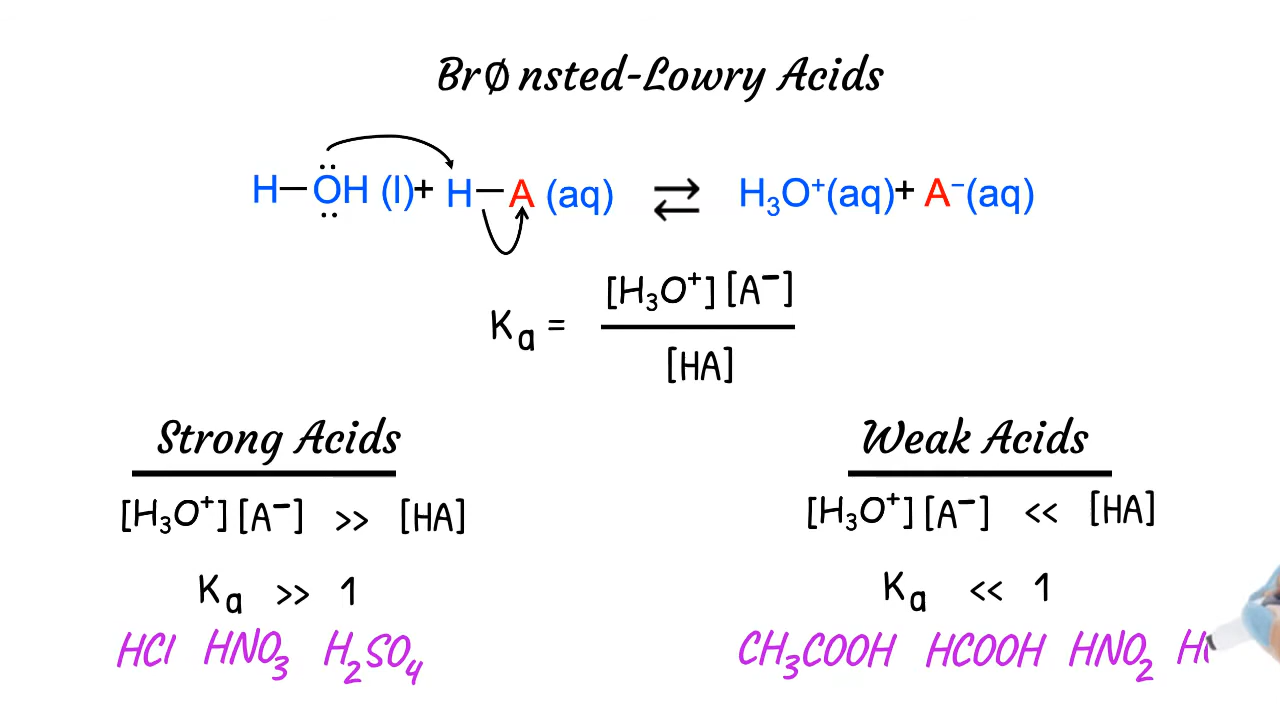 BrØnsted-Lowry Acids
H—ÖH (l) + H—A (aq) ⇄ H₃O⁺(aq) + A⁻(aq)
Kₐ = [H₃O⁺][A⁻] / [HA]
Strong Acids Weak Acids
[H₃O⁺][A⁻] >> [HA] [H₃O⁺][A⁻] << [HA]
Kₐ >> 1 Kₐ << 1
HCl HNO₃ H₂SO₄ CH₃COOH HCOOH HNO₂